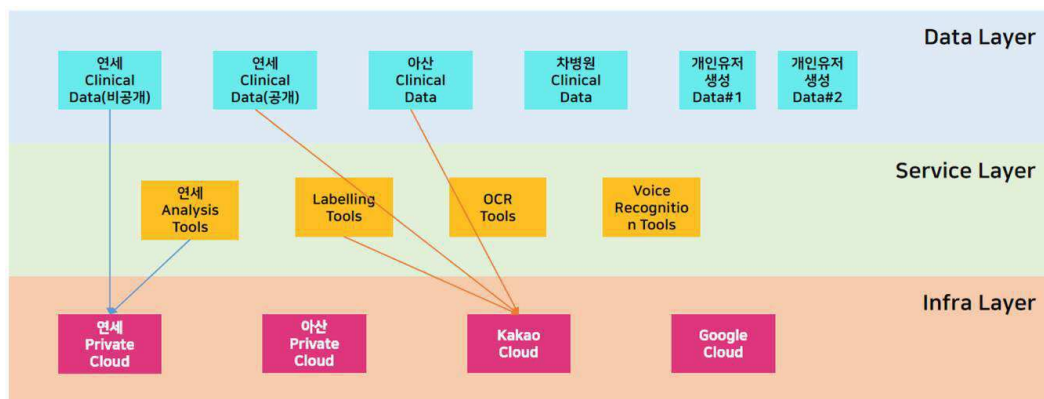 Data Layer
연세
Clinical
Data(비공개)
연세
Clinical
Data(공개)
아산
Clinical
Data
차병원
Clinical
Data
개인유저
생성
Data#1
개인유저
생성
Data#2
Service Layer
연세
Analysis
Tools
Labelling
Tools
OCR
Tools
Voice
Recognitio
n Tools
Infra Layer
연세
Private
Cloud
아산
Private
Cloud
Kakao
Cloud
Google
Cloud